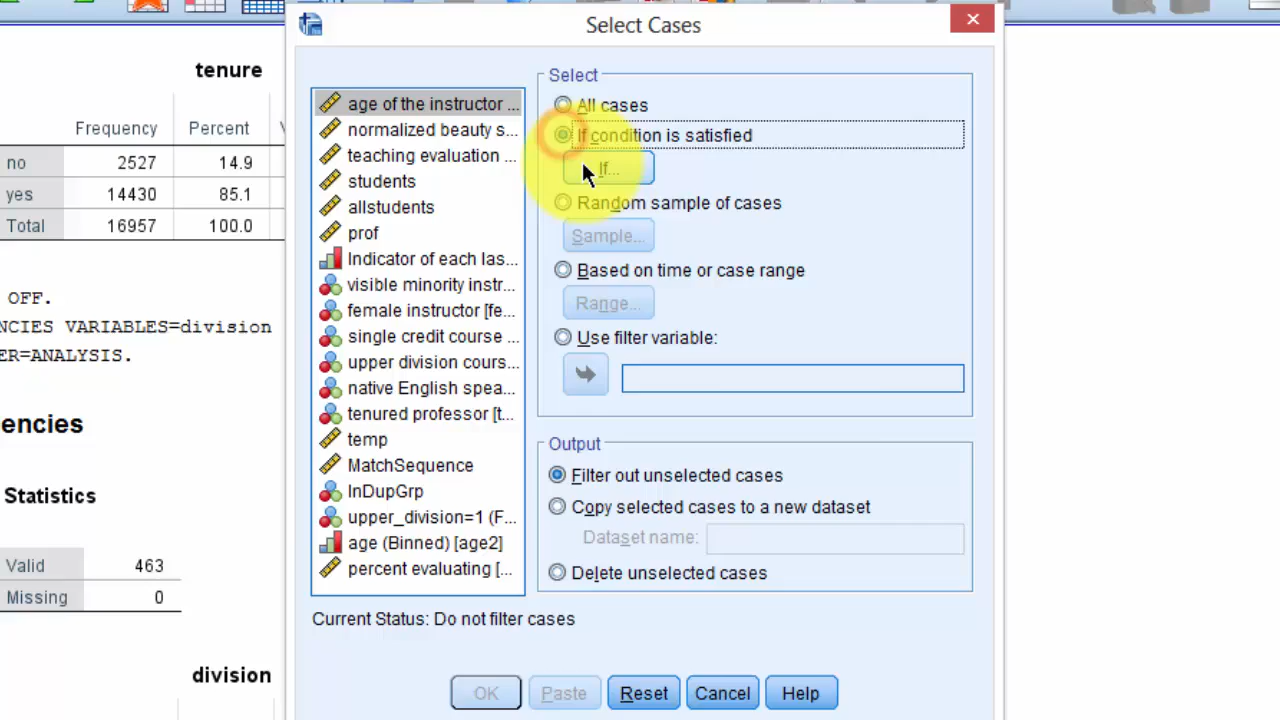 Select Cases
tenure
Frequency Percent
no 2527 14.9
yes 14430 85.1
Total 16957 100.0
OFF.
NCIES VARIABLES=division
ER=ANALYSIS.
encies
Statistics
Valid 463
Missing 0
division
age of the instructor ...
normalized beauty s...
teaching evaluation ...
students
allstudents
prof
Indicator of each las...
visible minority instr...
female instructor [fe...
single credit course ...
upper division cours...
native English spea...
tenured professor [t...
temp
MatchSequence
InDupGrp
upper_division=1 (F...
age (Binned) [age2]
percent evaluating [...
Select
All cases
If condition is satisfied
If...
Random sample of cases
Sample...
Based on time or case range
Range...
Use filter variable:
Output
Filter out unselected cases
Copy selected cases to a new dataset
Dataset name:
Delete unselected cases
Current Status: Do not filter cases
OK Paste Reset Cancel Help